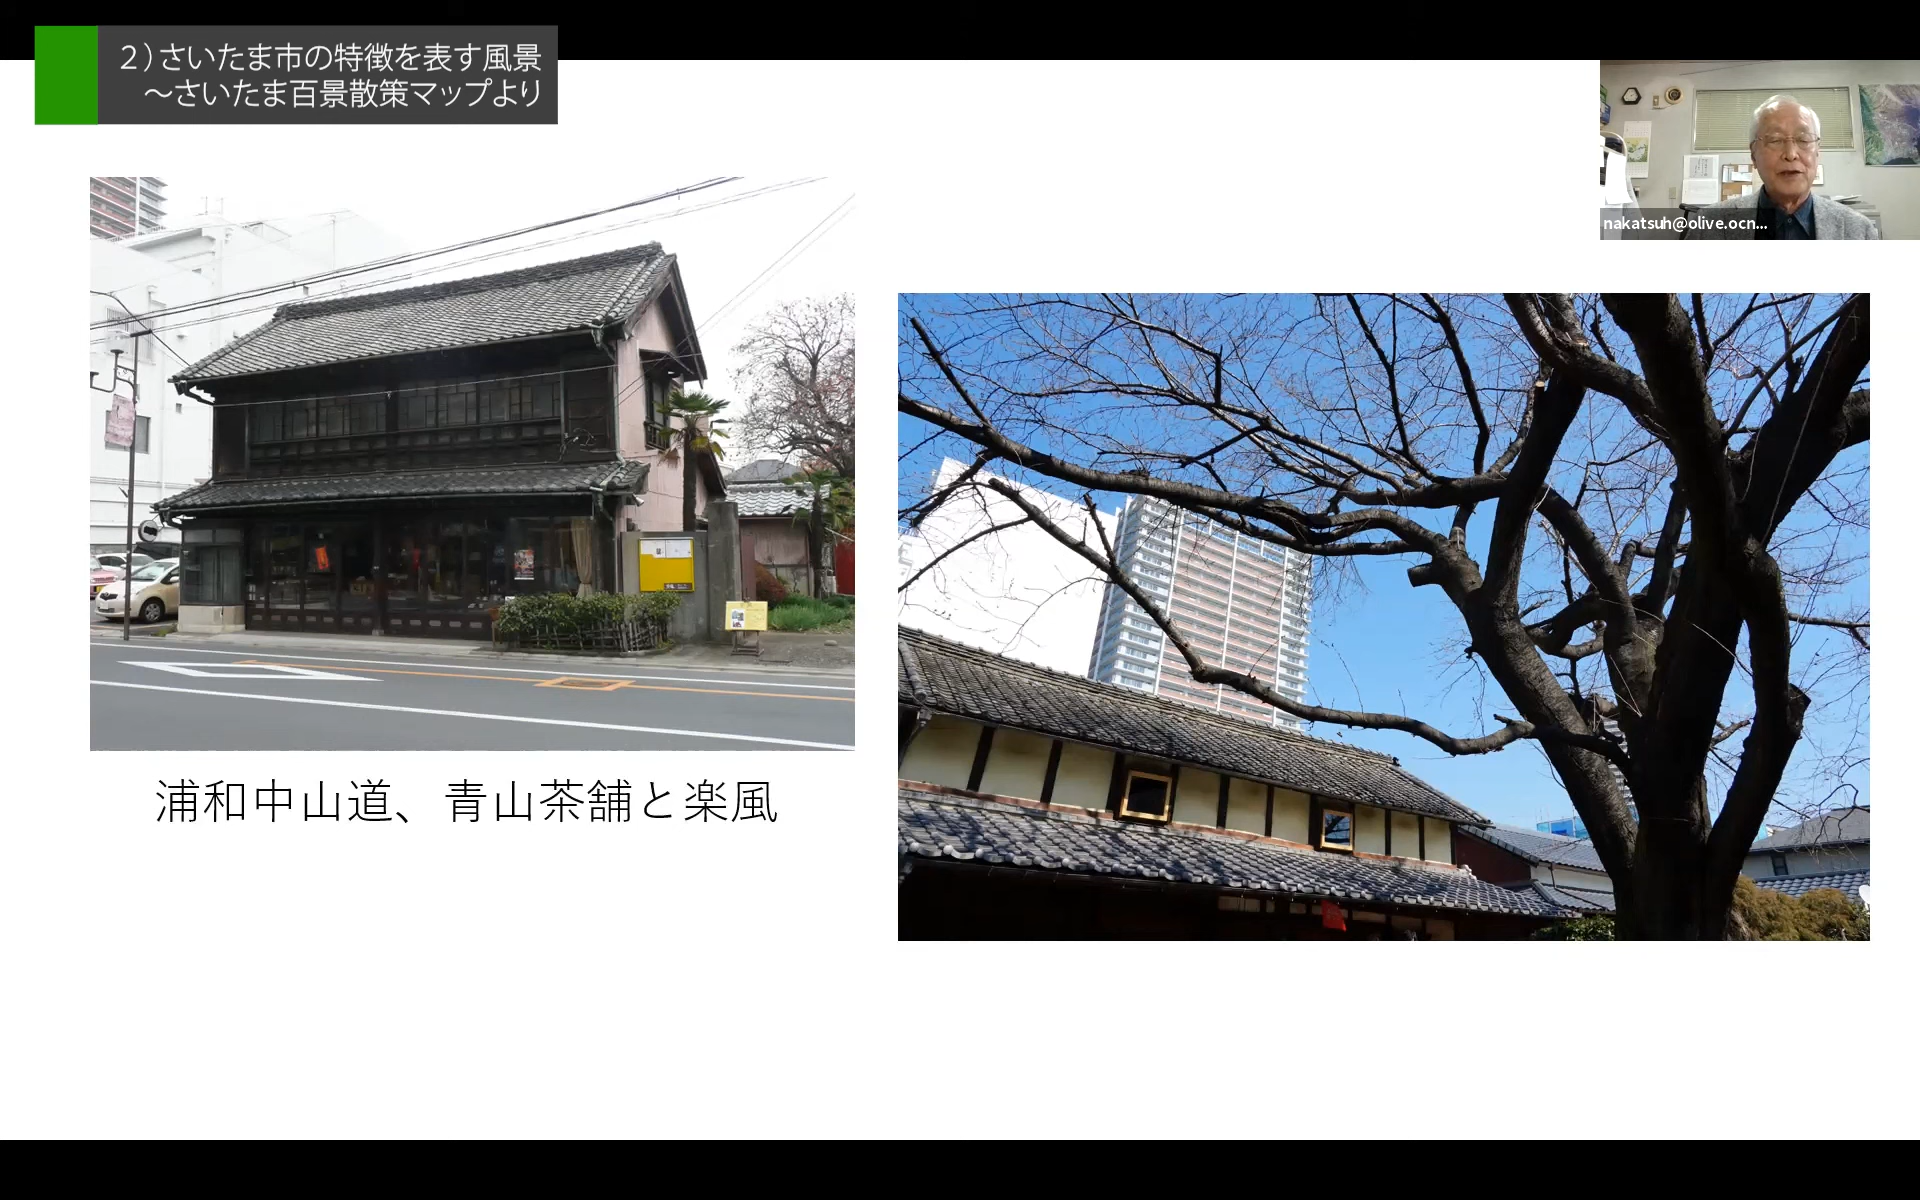 ２）さいたま市の特徴を表す風景
～さいたま百景散策マップより
nakatsuh@olive.ocn...
浦和中山道、青山茶舗と楽風